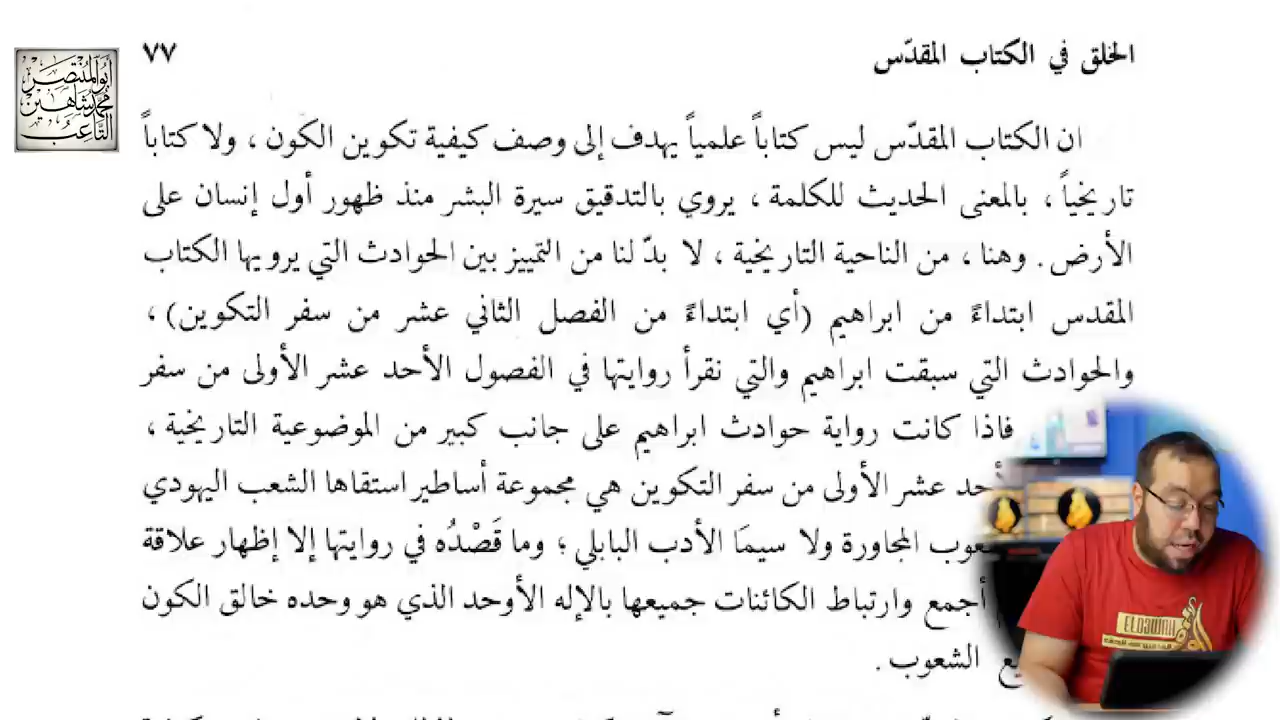 الخلق في الكتاب المقدّس
٧٧
أبو المنتصر
محمد شاهين
التاعب
ان الكتاب المقدّس ليس كتاباً علمياً يهدف إلى وصف كيفية تكوين الكون ، ولا كتاباً
تاريخياً ، بالمعنى الحديث للكلمة ، يروي بالتدقيق سيرة البشر منذ ظهور أول إنسان على
الأرض . وهنا ، من الناحية التاريخية ، لا بدّ لنا من التمييز بين الحوادث التي يرويها الكتاب
المقدس ابتداءً من ابراهيم (أي ابتداءً من الفصل الثاني عشر من سفر التكوين) ،
والحوادث التي سبقت ابراهيم والتي نقرأ روايتها في الفصول الأحد عشر الأولى من سفر
فاذا كانت رواية حوادث ابراهيم على جانب كبير من الموضوعية التاريخية ،
عشر الأولى من سفر التكوين هي مجموعة أساطير استقاها الشعب اليهودي
المجاورة ولا سيمَا الأدب البابلي ؛ وما قَصْدُه في روايتها إلا إظهار علاقة
أجمع وارتباط الكائنات جميعها بالإله الأوحد الذي هو وحده خالق الكون
الشعوب .
ELDA3WAH